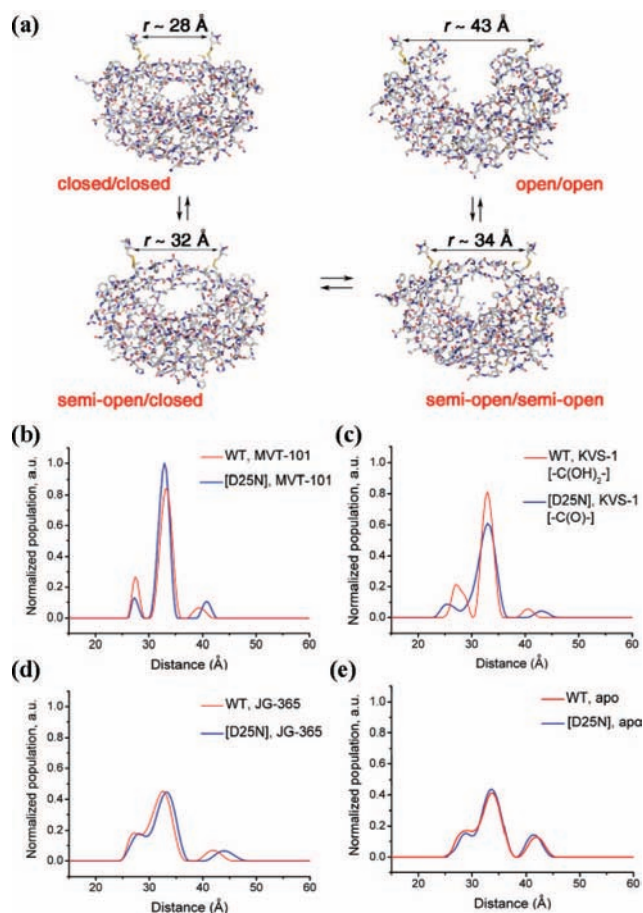 (a)
r ~ 28 Å
r ~ 43 Å
closed/closed
open/open
r ~ 32 Å
r ~ 34 Å
semi-open/closed
semi-open/semi-open
(b)
Normalized population, a.u.
1.0
0.8
0.6
0.4
0.2
0.0
WT, MVT-101
[D25N], MVT-101
20 30 40 50 60
Distance (Å)
(c)
Normalized population, a.u.
1.0
0.8
0.6
0.4
0.2
0.0
WT, KVS-1
[-C(OH)₂-]
[D25N], KVS-1
[-C(O)-]
20 30 40 50 60
Distance (Å)
(d)
Normalized population, a.u.
1.0
0.8
0.6
0.4
0.2
0.0
WT, JG-365
[D25N], JG-365
20 30 40 50 60
Distance (Å)
(e)
Normalized population, a.u.
1.0
0.8
0.6
0.4
0.2
0.0
WT, apo
[D25N], apo
20 30 40 50 60
Distance (Å)